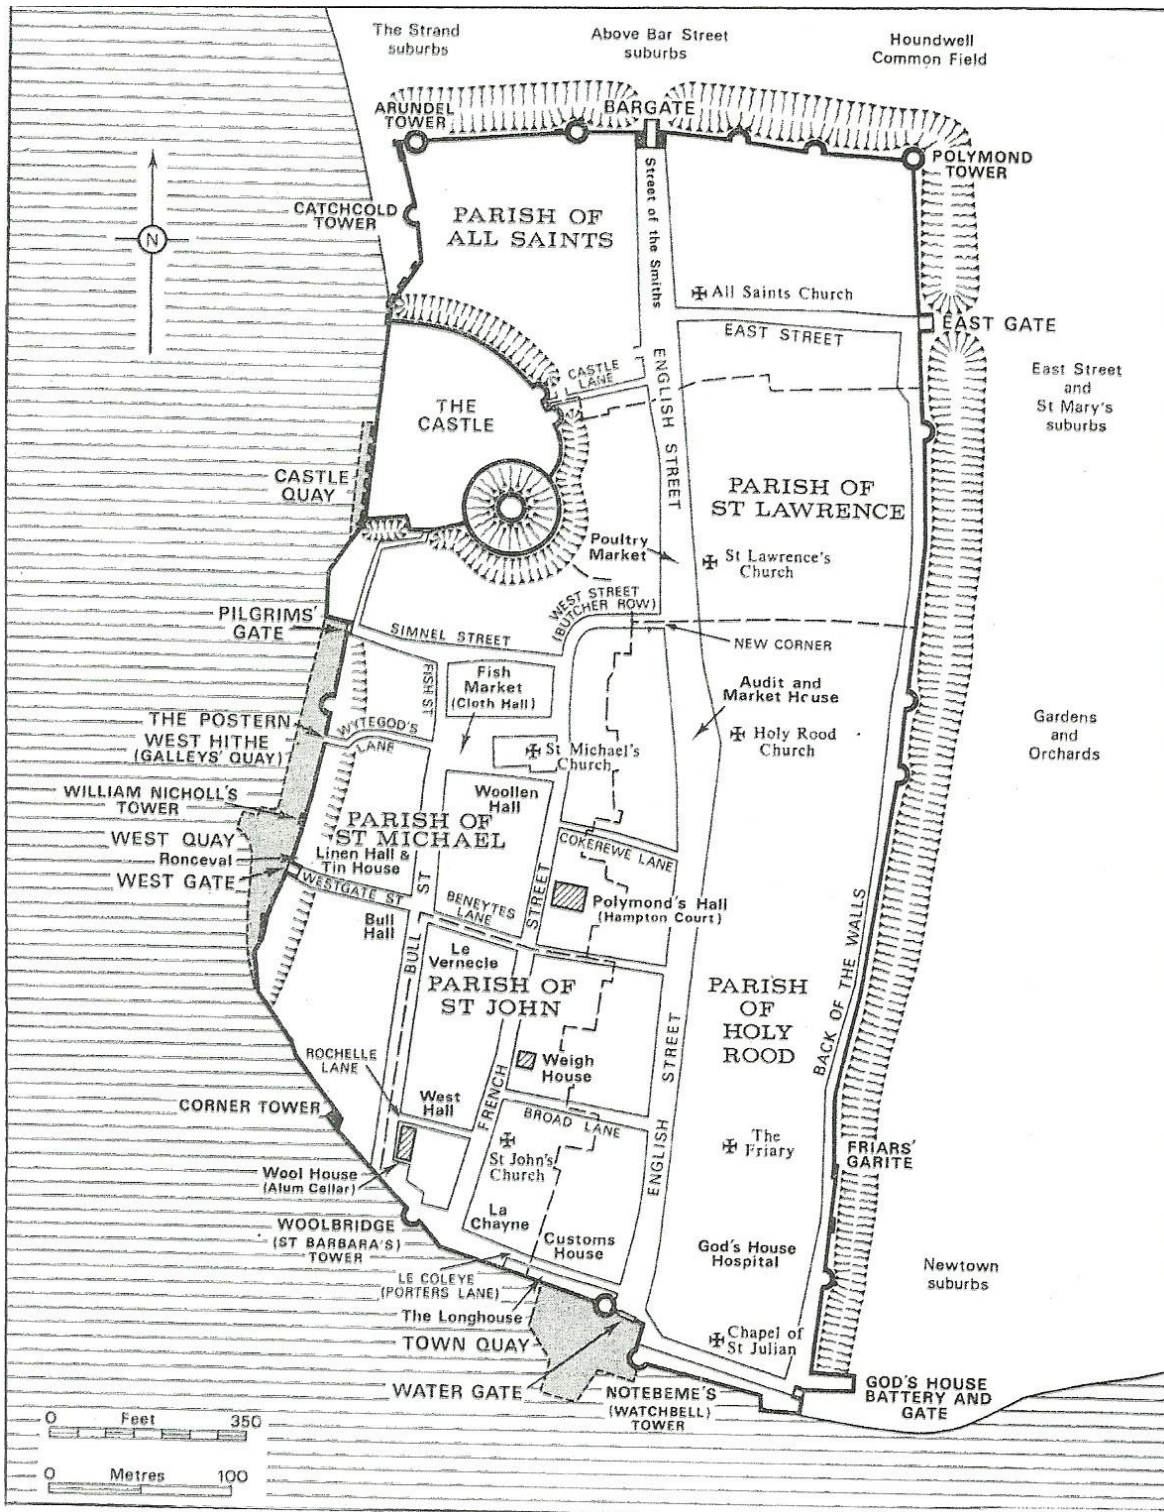 The Strand
suburbs
Above Bar Street
suburbs
Houndwell
Common Field
ARUNDEL
TOWER
BARGATE
POLYMOND
TOWER
N
CATCHCOLD
TOWER
PARISH OF
ALL SAINTS
Street of the Smiths
All Saints Church
EAST STREET
EAST GATE
East Street
and
St Mary's
suburbs
CASTLE
LANE
ENGLISH STREET
THE
CASTLE
CASTLE
QUAY
PARISH OF
ST LAWRENCE
Poultry
Market
St Lawrence's
Church
WEST STREET
(BUTCHER ROW)
PILGRIMS'
GATE
SIMNEL STREET
NEW CORNER
FISH ST
Fish
Market
(Cloth Hall)
Audit and
Market House
THE POSTERN
WEST HITHE
(GALLEYS' QUAY)
WYTEGOD'S
LANE
St Michael's
Church
Holy Rood
Church
Gardens
and
Orchards
WILLIAM NICHOLL'S
TOWER
Woollen
Hall
PARISH OF
ST MICHAEL
WEST QUAY
Ronceval
WEST GATE
Linen Hall &
Tin House
WESTGATE ST
COKEREWE LANE
Polymond's Hall
(Hampton Court)
BENEYTES
LANE
Bull
Hall
BULL ST
FRENCH STREET
Le
Vernecle
PARISH OF
ST JOHN
PARISH
OF
HOLY
ROOD
BACK OF THE WALLS
ROCHELLE
LANE
Weigh
House
ENGLISH STREET
CORNER TOWER
West
Hall
BROAD LANE
The
Friary
FRIARS'
GARITE
St John's
Church
Wool House
(Alum Cellar)
La
Chayne
WOOLBRIDGE
(ST BARBARA'S)
TOWER
Customs
House
God's House
Hospital
Newtown
suburbs
LE COLEYE
(PORTERS LANE)
The Longhouse
TOWN QUAY
Chapel of
St Julian
WATER GATE
NOTEBEME'S
(WATCHBELL)
TOWER
GOD'S HOUSE
BATTERY AND
GATE
0 Feet 350
0 Metres 100